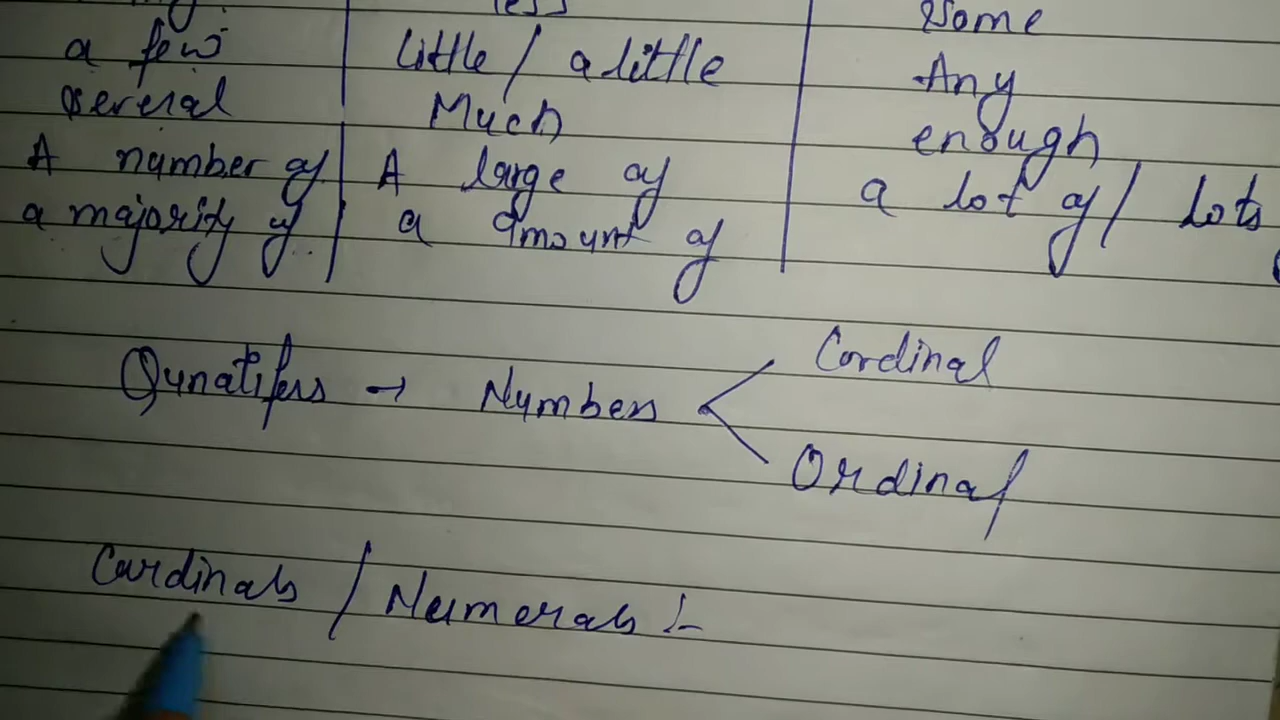 less Some
a few Little / a little Any
several Much enough
A number of A large of a lot of / Lots
a majority of a amount of
Qunatifers → Numbers Cardinal
Ordinal
Cardinals / Numerals :-